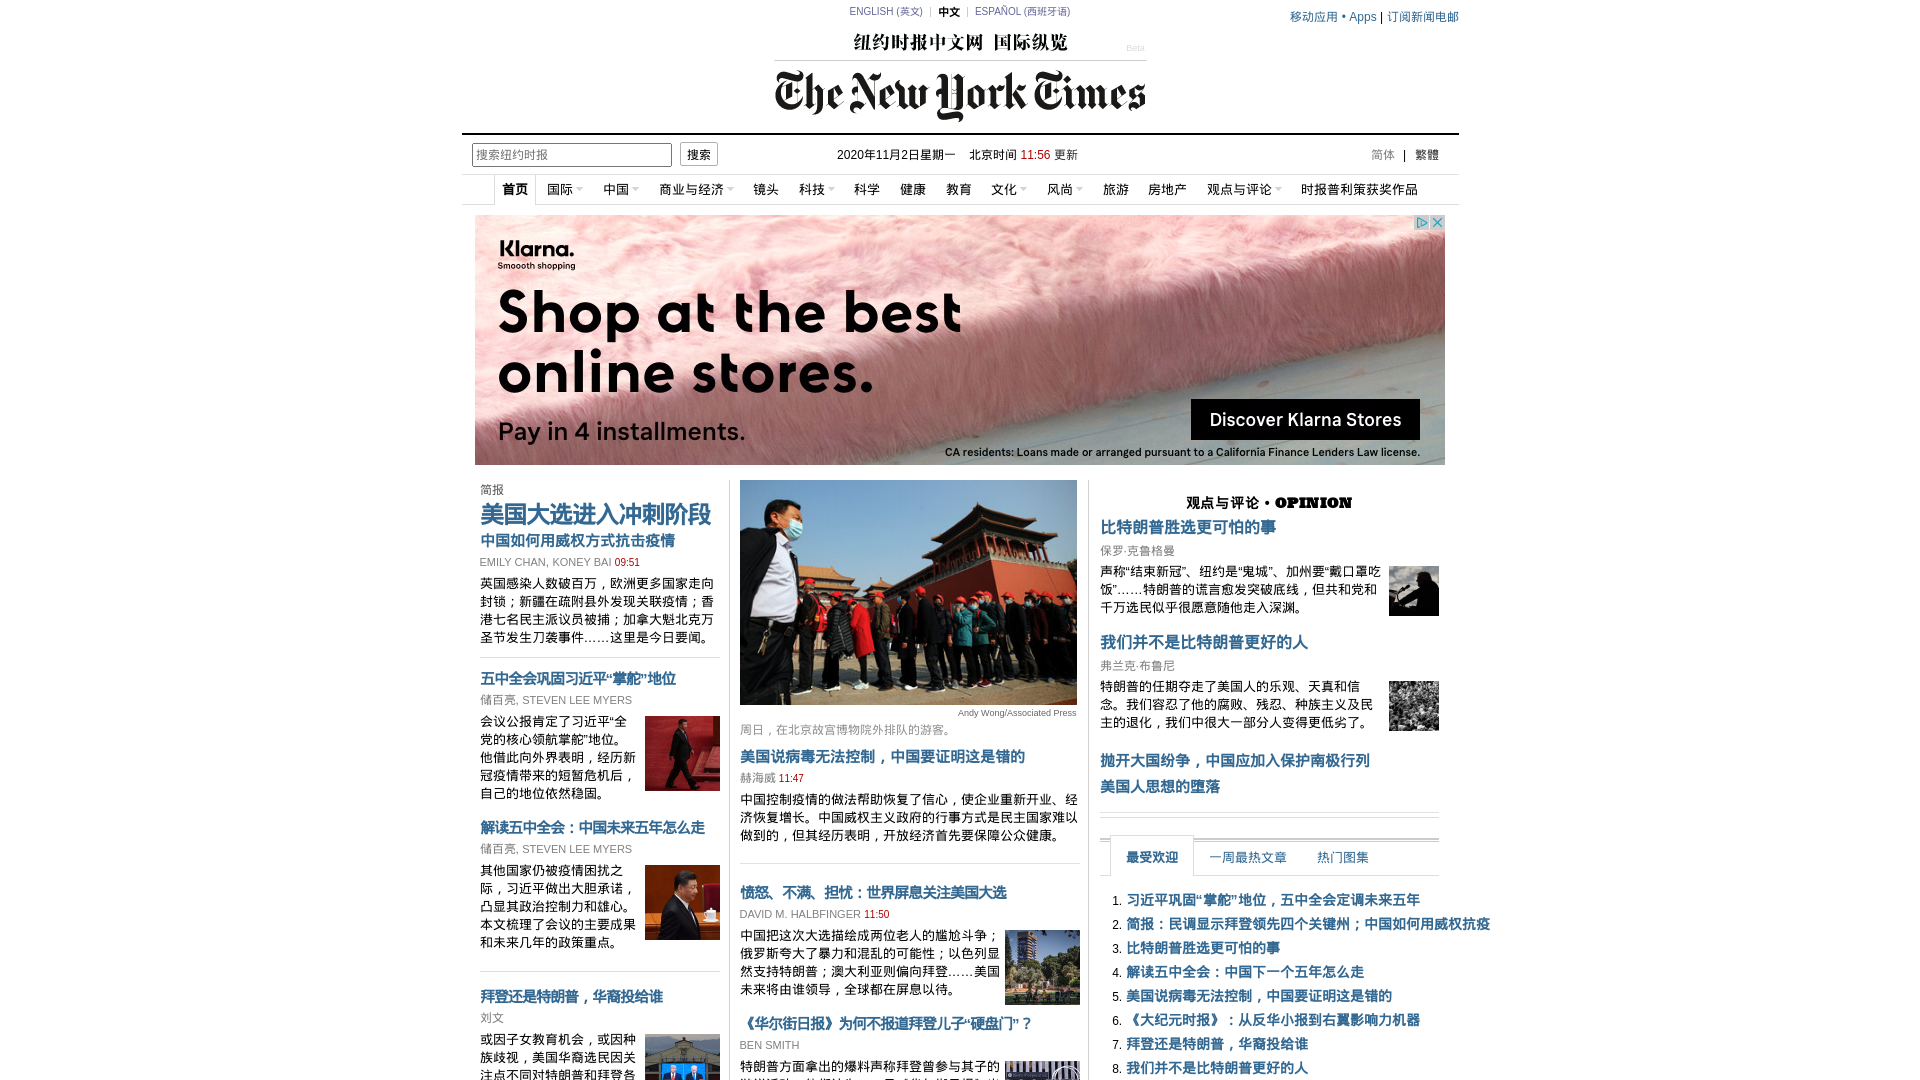 ENGLISH (英文)
中文
ESPAÑOL (西班牙语)
移动应用 • Apps | 订阅新闻电邮
纽约时报中文网 国际纵览
Beta
The New York Times
搜索纽约时报
搜索
2020年11月2日星期一 北京时间 11:56 更新
简体 | 繁體
首页 国际 中国 商业与经济 镜头 科技 科学 健康 教育 文化 风尚 旅游 房地产 观点与评论 时报普利策获奖作品
Klarna.
Smoooth shopping
Shop at the best
online stores.
Pay in 4 installments.
Discover Klarna Stores
CA residents: Loans made or arranged pursuant to a California Finance Lenders Law license.
简报
美国大选进入冲刺阶段
中国如何用威权方式抗击疫情
EMILY CHAN, KONEY BAI 09:51
英国感染人数破百万，欧洲更多国家走向
封锁；新疆在疏附县外发现关联疫情；香
港七名民主派议员被捕；加拿大魁北克万
圣节发生刀袭事件……这里是今日要闻。
五中全会巩固习近平“掌舵”地位
储百亮, STEVEN LEE MYERS
会议公报肯定了习近平“全
党的核心领航掌舵”地位。
他借此向外界表明，经历新
冠疫情带来的短暂危机后，
自己的地位依然稳固。
解读五中全会：中国未来五年怎么走
储百亮, STEVEN LEE MYERS
其他国家仍被疫情困扰之
际，习近平做出大胆承诺，
凸显其政治控制力和雄心。
本文梳理了会议的主要成果
和未来几年的政策重点。
拜登还是特朗普，华裔投给谁
刘文
或因子女教育机会，或因种
族歧视，美国华裔选民因关
注点不同对特朗普和拜登各
Andy Wong/Associated Press
周日，在北京故宫博物院外排队的游客。
美国说病毒无法控制，中国要证明这是错的
赫海威 11:47
中国控制疫情的做法帮助恢复了信心，使企业重新开业、经
济恢复增长。中国威权主义政府的行事方式是民主国家难以
做到的，但其经历表明，开放经济首先要保障公众健康。
愤怒、不满、担忧：世界屏息关注美国大选
DAVID M. HALBFINGER 11:50
中国把这次大选描绘成两位老人的尴尬斗争；
俄罗斯夸大了暴力和混乱的可能性；以色列显
然支持特朗普；澳大利亚则偏向拜登……美国
未来将由谁领导，全球都在屏息以待。
《华尔街日报》为何不报道拜登儿子“硬盘门”？
BEN SMITH
特朗普方面拿出的爆料声称拜登曾参与其子的
观点与评论 • OPINION
比特朗普胜选更可怕的事
保罗·克鲁格曼
声称“结束新冠”、纽约是“鬼城”、加州要“戴口罩吃
饭”……特朗普的谎言愈发突破底线，但共和党和
千万选民似乎很愿意随他走入深渊。
我们并不是比特朗普更好的人
弗兰克·布鲁尼
特朗普的任期夺走了美国人的乐观、天真和信
念。我们容忍了他的腐败、残忍、种族主义及民
主的退化，我们中很大一部分人变得更低劣了。
抛开大国纷争，中国应加入保护南极行列
美国人思想的堕落
最受欢迎 一周最热文章 热门图集
1. 习近平巩固“掌舵”地位，五中全会定调未来五年
2. 简报：民调显示拜登领先四个关键州；中国如何用威权抗疫
3. 比特朗普胜选更可怕的事
4. 解读五中全会：中国下一个五年怎么走
5. 美国说病毒无法控制，中国要证明这是错的
6. 《大纪元时报》：从反华小报到右翼影响力机器
7. 拜登还是特朗普，华裔投给谁
8. 我们并不是比特朗普更好的人